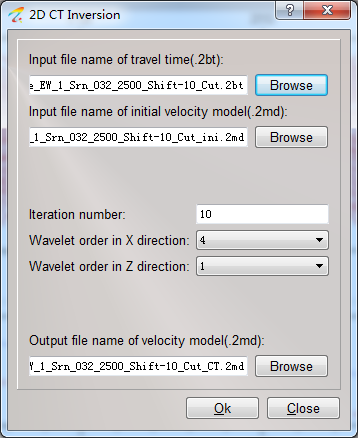 2D CT Inversion
Input file name of travel time(.2bt):
e_EW_1_Srn_032_2500_Shift-10_Cut.2bt Browse
Input file name of initial velocity model(.2md):
_1_Srn_032_2500_Shift-10_Cut_ini.2md Browse
Iteration number: 10
Wavelet order in X direction: 4
Wavelet order in Z direction: 1
Output file name of velocity model(.2md):
W_1_Srn_032_2500_Shift-10_Cut_CT.2md Browse
Ok Close